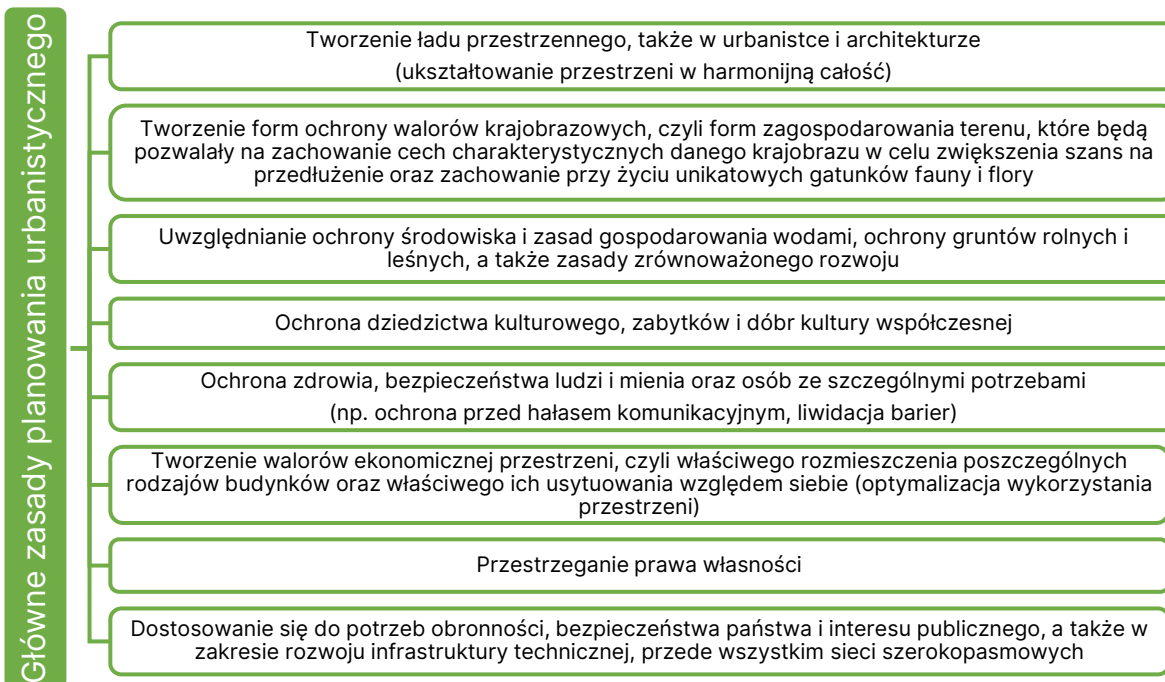 Główne zasady planowania urbanistycznego
Tworzenie ładu przestrzennego, także w urbanistce i architekturze
(ukształtowanie przestrzeni w harmonijną całość)
Tworzenie form ochrony walorów krajobrazowych, czyli form zagospodarowania terenu, które będą
pozwalały na zachowanie cech charakterystycznych danego krajobrazu w celu zwiększenia szans na
przedłużenie oraz zachowanie przy życiu unikatowych gatunków fauny i flory
Uwzględnianie ochrony środowiska i zasad gospodarowania wodami, ochrony gruntów rolnych i
leśnych, a także zasady zrównoważonego rozwoju
Ochrona dziedzictwa kulturowego, zabytków i dóbr kultury współczesnej
Ochrona zdrowia, bezpieczeństwa ludzi i mienia oraz osób ze szczególnymi potrzebami
(np. ochrona przed hałasem komunikacyjnym, liwidacja barier)
Tworzenie walorów ekonomicznej przestrzeni, czyli właściwego rozmieszczenia poszczególnych
rodzajów budynków oraz właściwego ich usytuowania względem siebie (optymalizacja wykorzystania
przestrzeni)
Przestrzeganie prawa własności
Dostosowanie się do potrzeb obronności, bezpieczeństwa państwa i interesu publicznego, a także w
zakresie rozwoju infrastruktury technicznej, przede wszystkim sieci szerokopasmowych